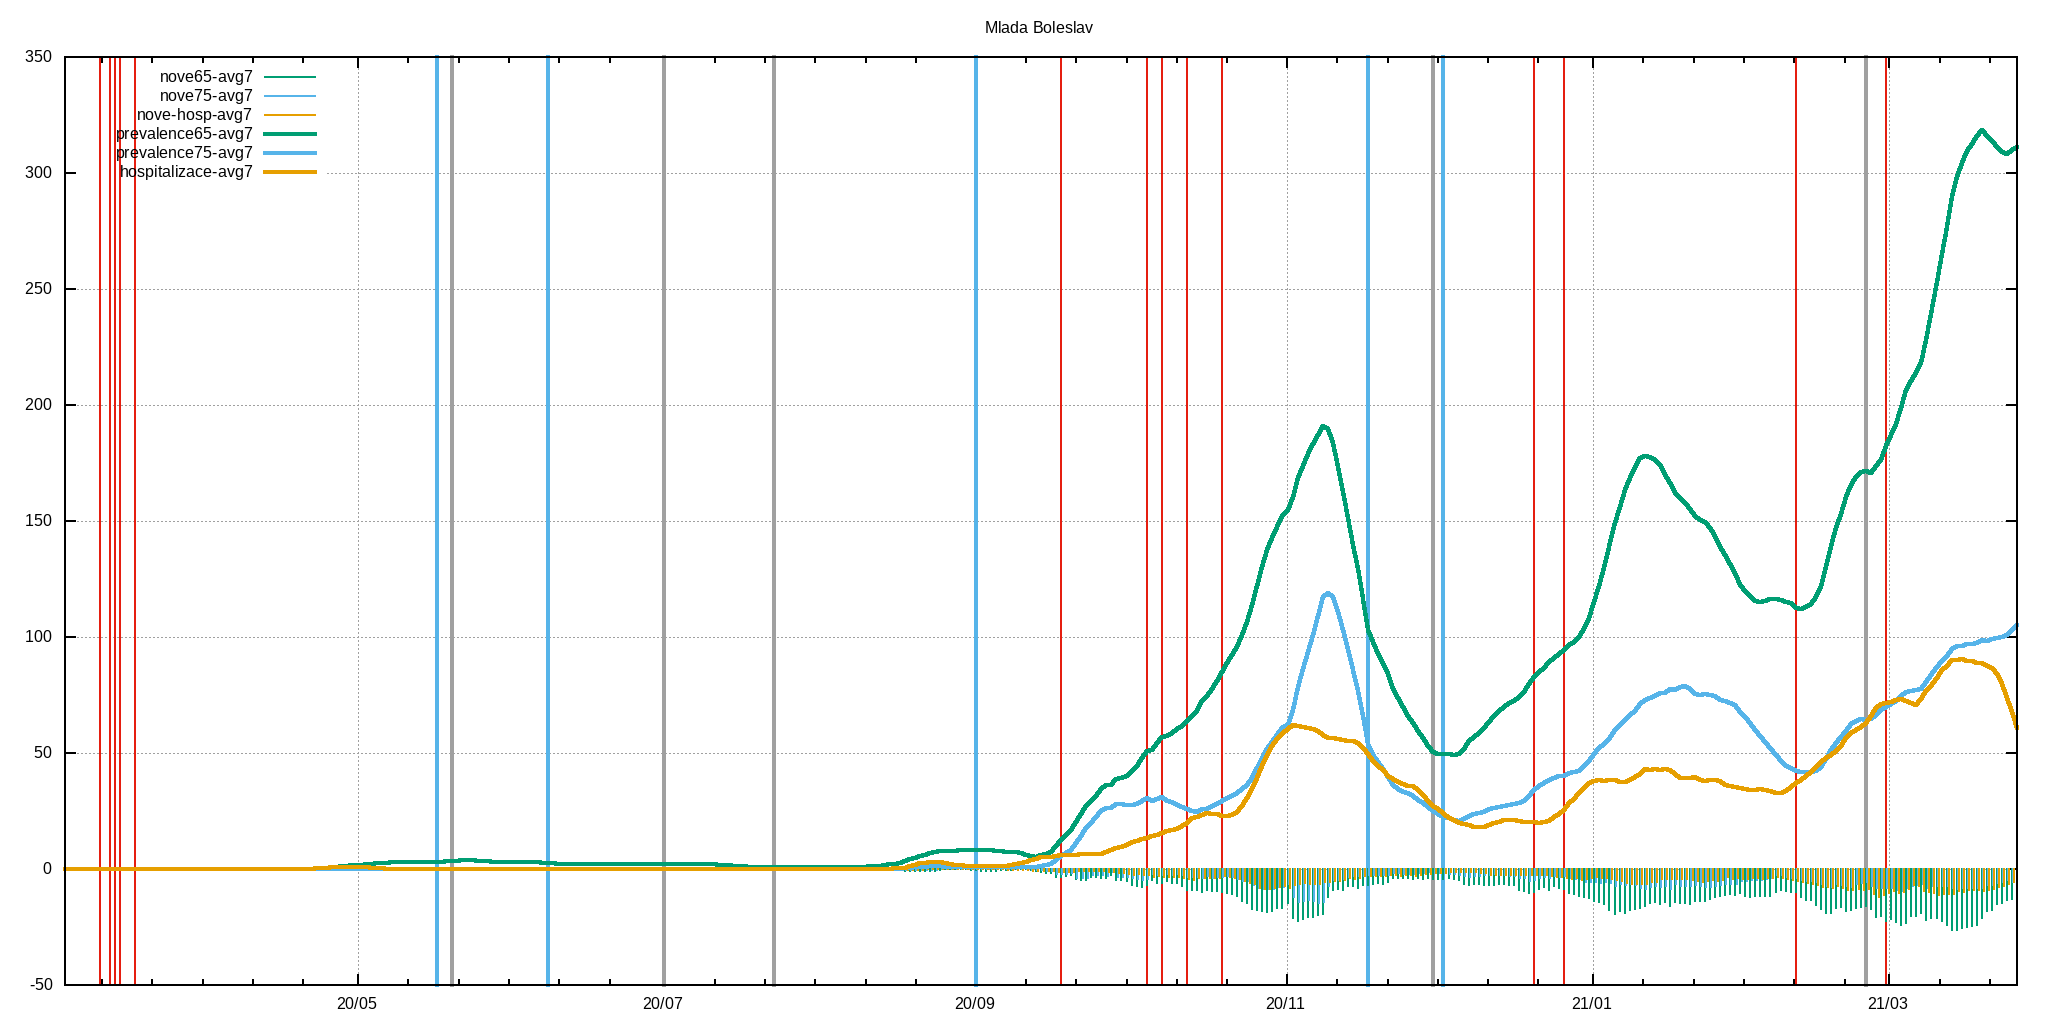 Mlada Boleslav
350
300
250
200
150
100
50
0
-50
nove65-avg7
nove75-avg7
nove-hosp-avg7
prevalence65-avg7
prevalence75-avg7
hospitalizace-avg7
20/05 20/07 20/09 20/11 21/01 21/03